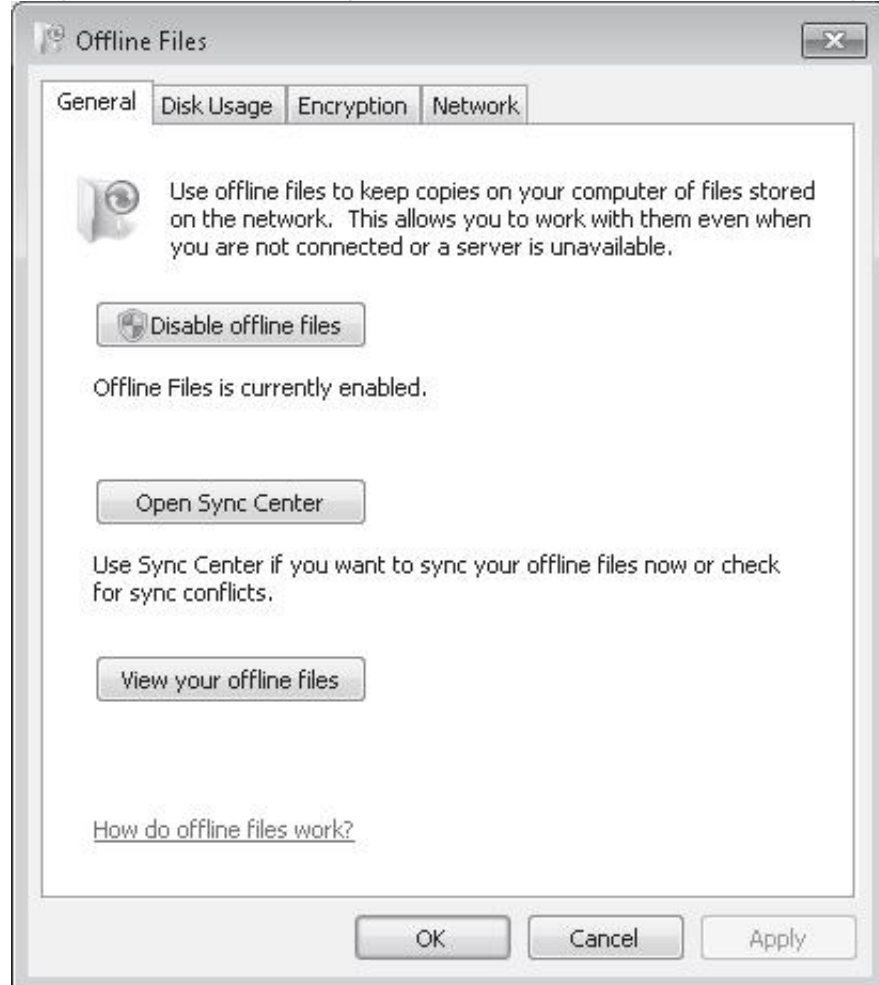 Offline Files
General Disk Usage Encryption Network
Use offline files to keep copies on your computer of files stored
on the network. This allows you to work with them even when
you are not connected or a server is unavailable.
Disable offline files
Offline Files is currently enabled.
Open Sync Center
Use Sync Center if you want to sync your offline files now or check
for sync conflicts.
View your offline files
How do offline files work?
OK Cancel Apply